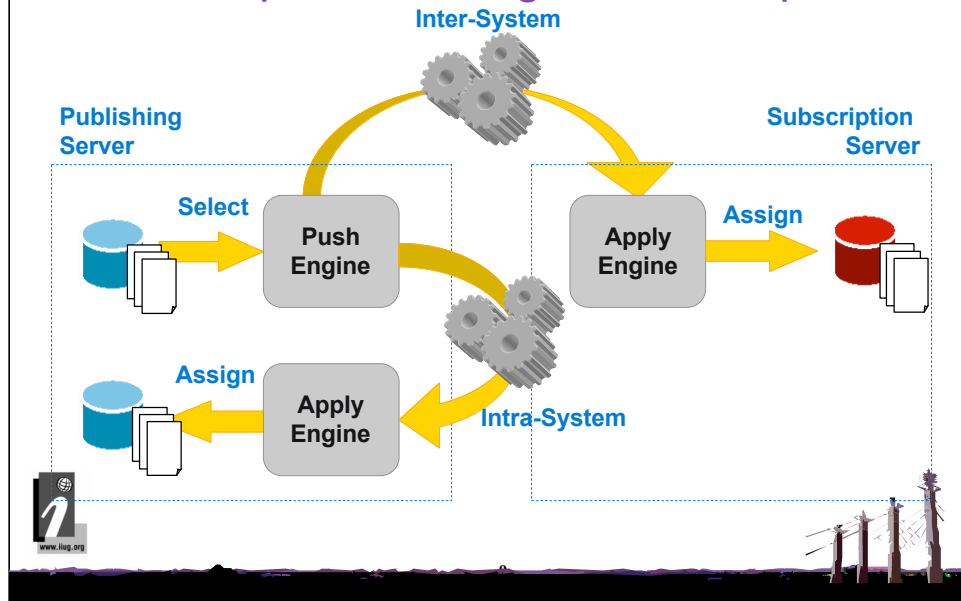 Inter-System
Publishing
Server
Subscription
Server
Select
Push
Engine
Apply
Engine
Assign
Assign
Apply
Engine
Intra-System
www.iiug.org